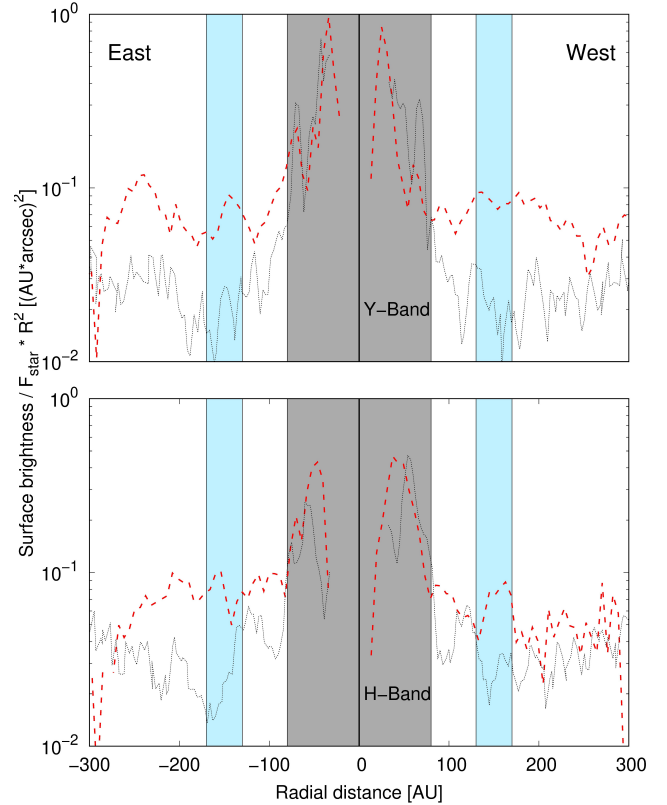 10^0
East
West
10^-1
Y-Band
10^-2
Surface brightness / F_star * R^2 [(AU*arcsec)^2]
10^0
10^-1
H-Band
10^-2
-300 -200 -100 0 100 200 300
Radial distance [AU]